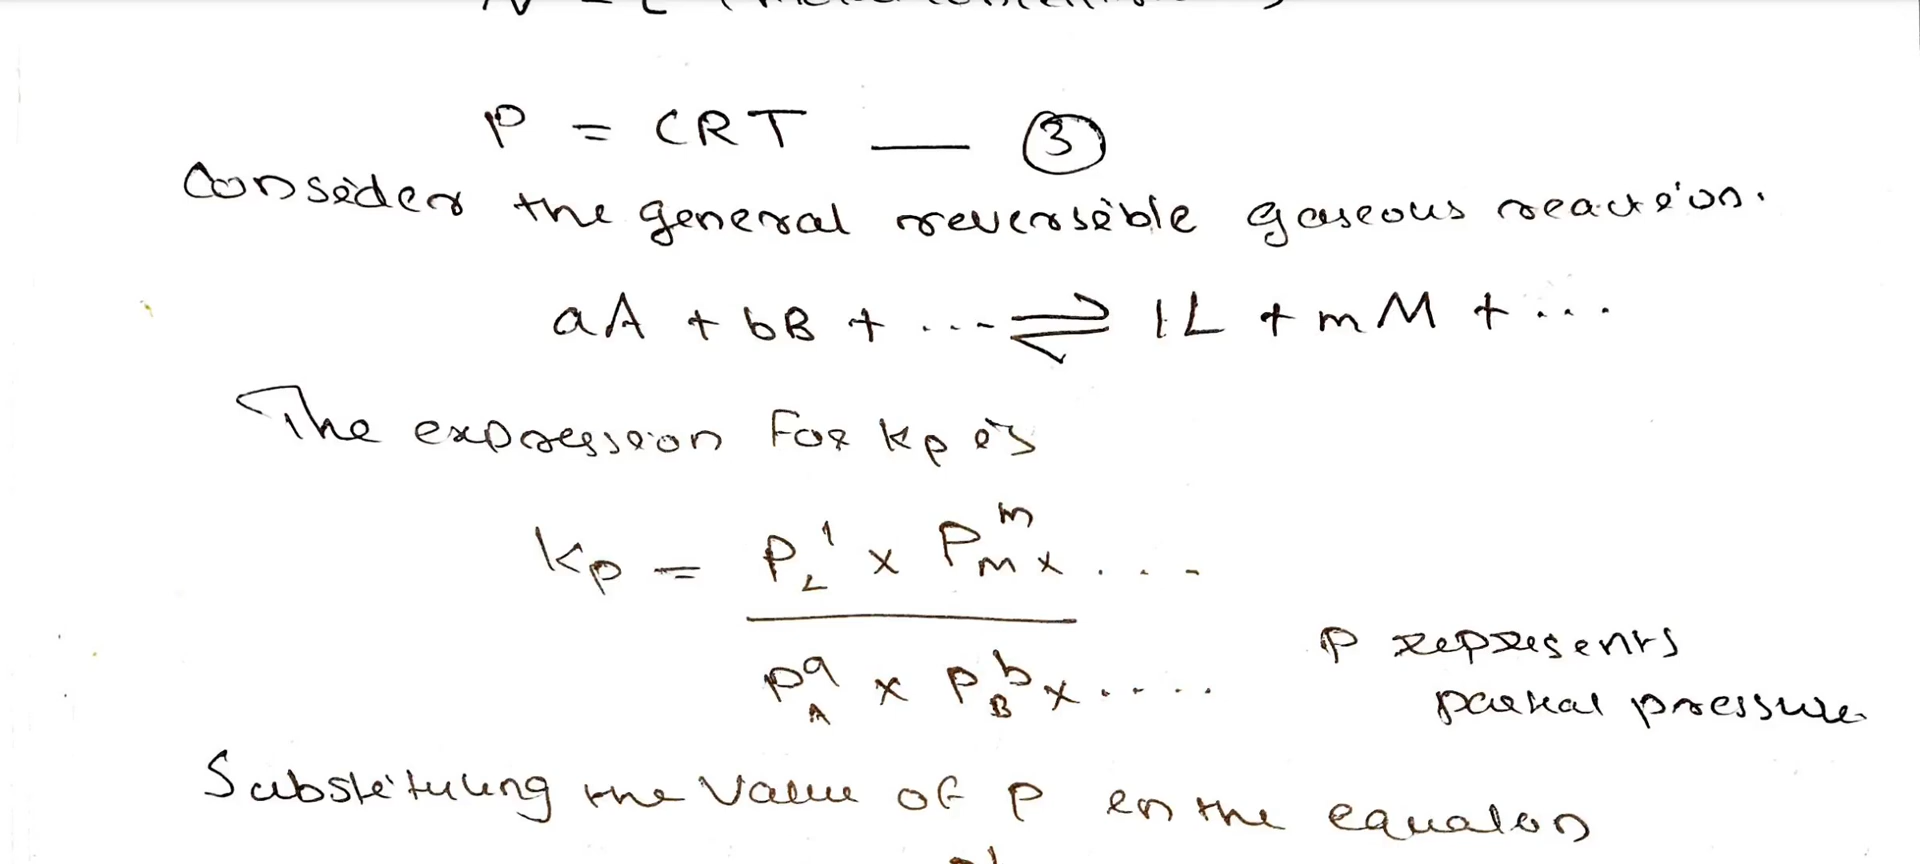 P = CRT — ③
Consider the general reversible gaseous reaction.
aA + bB + ... ⇌ lL + mM + ...
The expression For Kp is
Kp = P_L^l × P_M^m × ....
P_A^a × P_B^b × .....
P represents
partial pressure
Substituting the Value of P in the equation